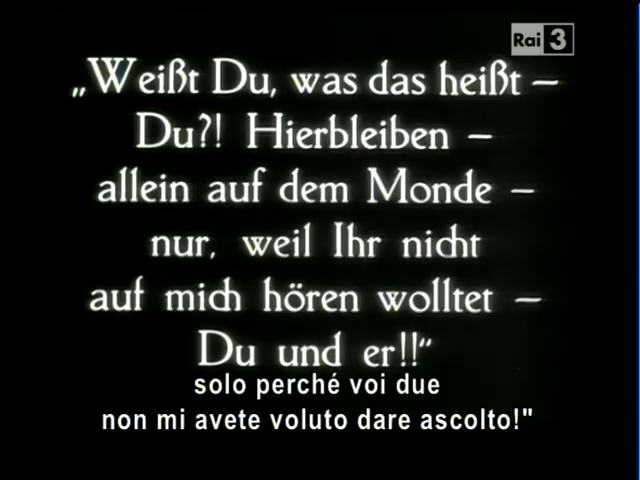 Rai 3
„Weißt Du, was das heißt –
Du?! Hierbleiben –
allein auf dem Monde –
nur, weil Ihr nicht
auf mich hören wolltet –
Du und er!!“
solo perché voi due
non mi avete voluto dare ascolto!"